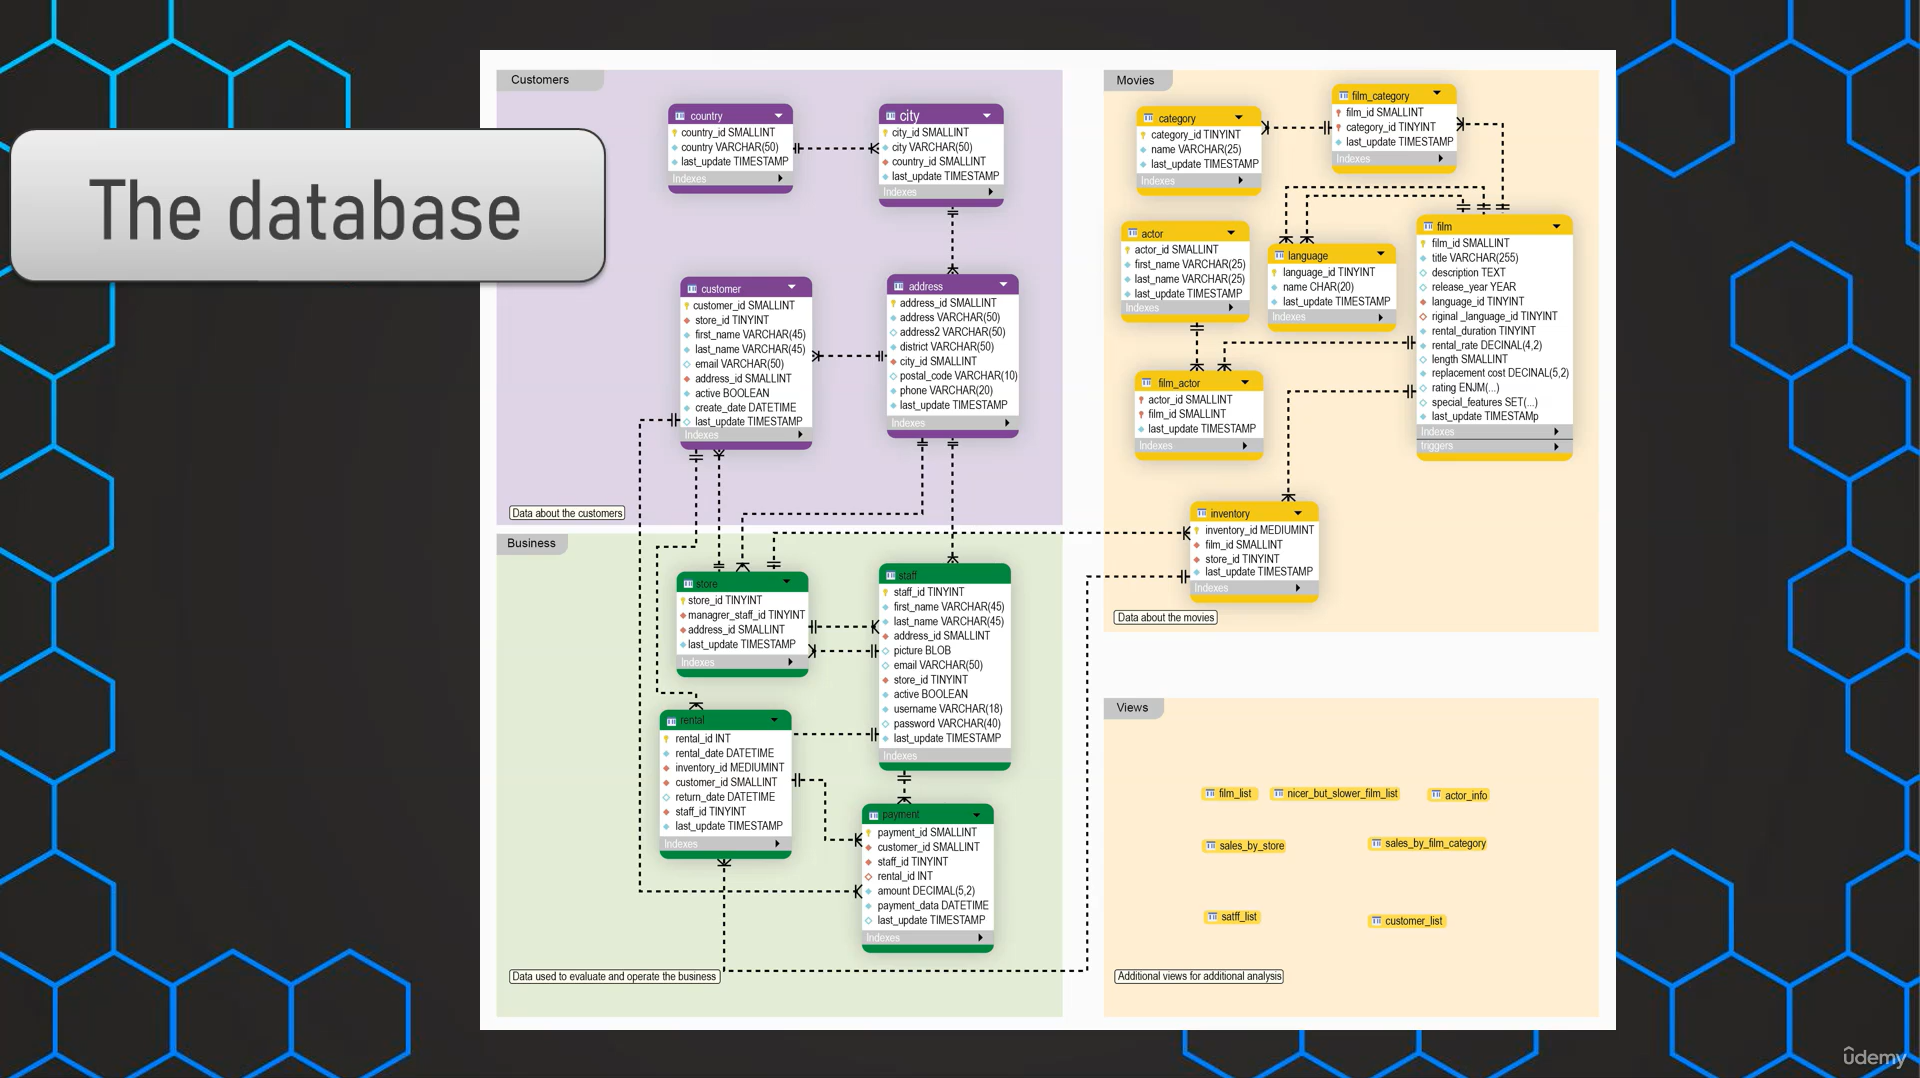 The database
Customers
country
country_id SMALLINT
country VARCHAR(50)
last_update TIMESTAMP
Indexes
city
city_id SMALLINT
city VARCHAR(50)
country_id SMALLINT
last_update TIMESTAMP
Indexes
customer
customer_id SMALLINT
store_id TINYINT
first_name VARCHAR(45)
last_name VARCHAR(45)
email VARCHAR(50)
address_id SMALLINT
active BOOLEAN
create_date DATETIME
last_update TIMESTAMP
Indexes
address
address_id SMALLINT
address VARCHAR(50)
address2 VARCHAR(50)
district VARCHAR(50)
city_id SMALLINT
postal_code VARCHAR(10)
phone VARCHAR(20)
last_update TIMESTAMP
Indexes
Data about the customers
Business
store
store_id TINYINT
managrer_staff_id TINYINT
address_id SMALLINT
last_update TIMESTAMP
Indexes
staff
staff_id TINYINT
first_name VARCHAR(45)
last_name VARCHAR(45)
address_id SMALLINT
picture BLOB
email VARCHAR(50)
store_id TINYINT
active BOOLEAN
username VARCHAR(18)
password VARCHAR(40)
last_update TIMESTAMP
Indexes
rental
rental_id INT
rental_date DATETIME
inventory_id MEDIUMINT
customer_id SMALLINT
return_date DATETIME
staff_id TINYINT
last_update TIMESTAMP
Indexes
payment
payment_id SMALLINT
customer_id SMALLINT
staff_id TINYINT
rental_id INT
amount DECIMAL(5,2)
payment_data DATETIME
last_update TIMESTAMP
Indexes
Data used to evaluate and operate the business
Movies
category
category_id TINYINT
name VARCHAR(25)
last_update TIMESTAMP
Indexes
film_category
film_id SMALLINT
category_id TINYINT
last_update TIMESTAMP
Indexes
actor
actor_id SMALLINT
first_name VARCHAR(25)
last_name VARCHAR(25)
last_update TIMESTAMP
Indexes
language
language_id TINYINT
name CHAR(20)
last_update TIMESTAMP
Indexes
film
film_id SMALLINT
title VARCHAR(255)
description TEXT
release_year YEAR
language_id TINYINT
riginal _language_id TINYINT
rental_duration TINYINT
rental_rate DECINAL(4,2)
length SMALLINT
replacement cost DECINAL(5,2)
rating ENJM(...)
special_features SET(...)
last_update TIMESTAMp
Indexes
triggers
film_actor
actor_id SMALLINT
film_id SMALLINT
last_update TIMESTAMP
Indexes
inventory
inventory_id MEDIUMINT
film_id SMALLINT
store_id TINYINT
last_update TIMESTAMP
Indexes
Data about the movies
Views
film_list
nicer_but_slower_film_list
actor_info
sales_by_store
sales_by_film_category
satff_list
customer_list
Additional views for additional analysis
ûdemy